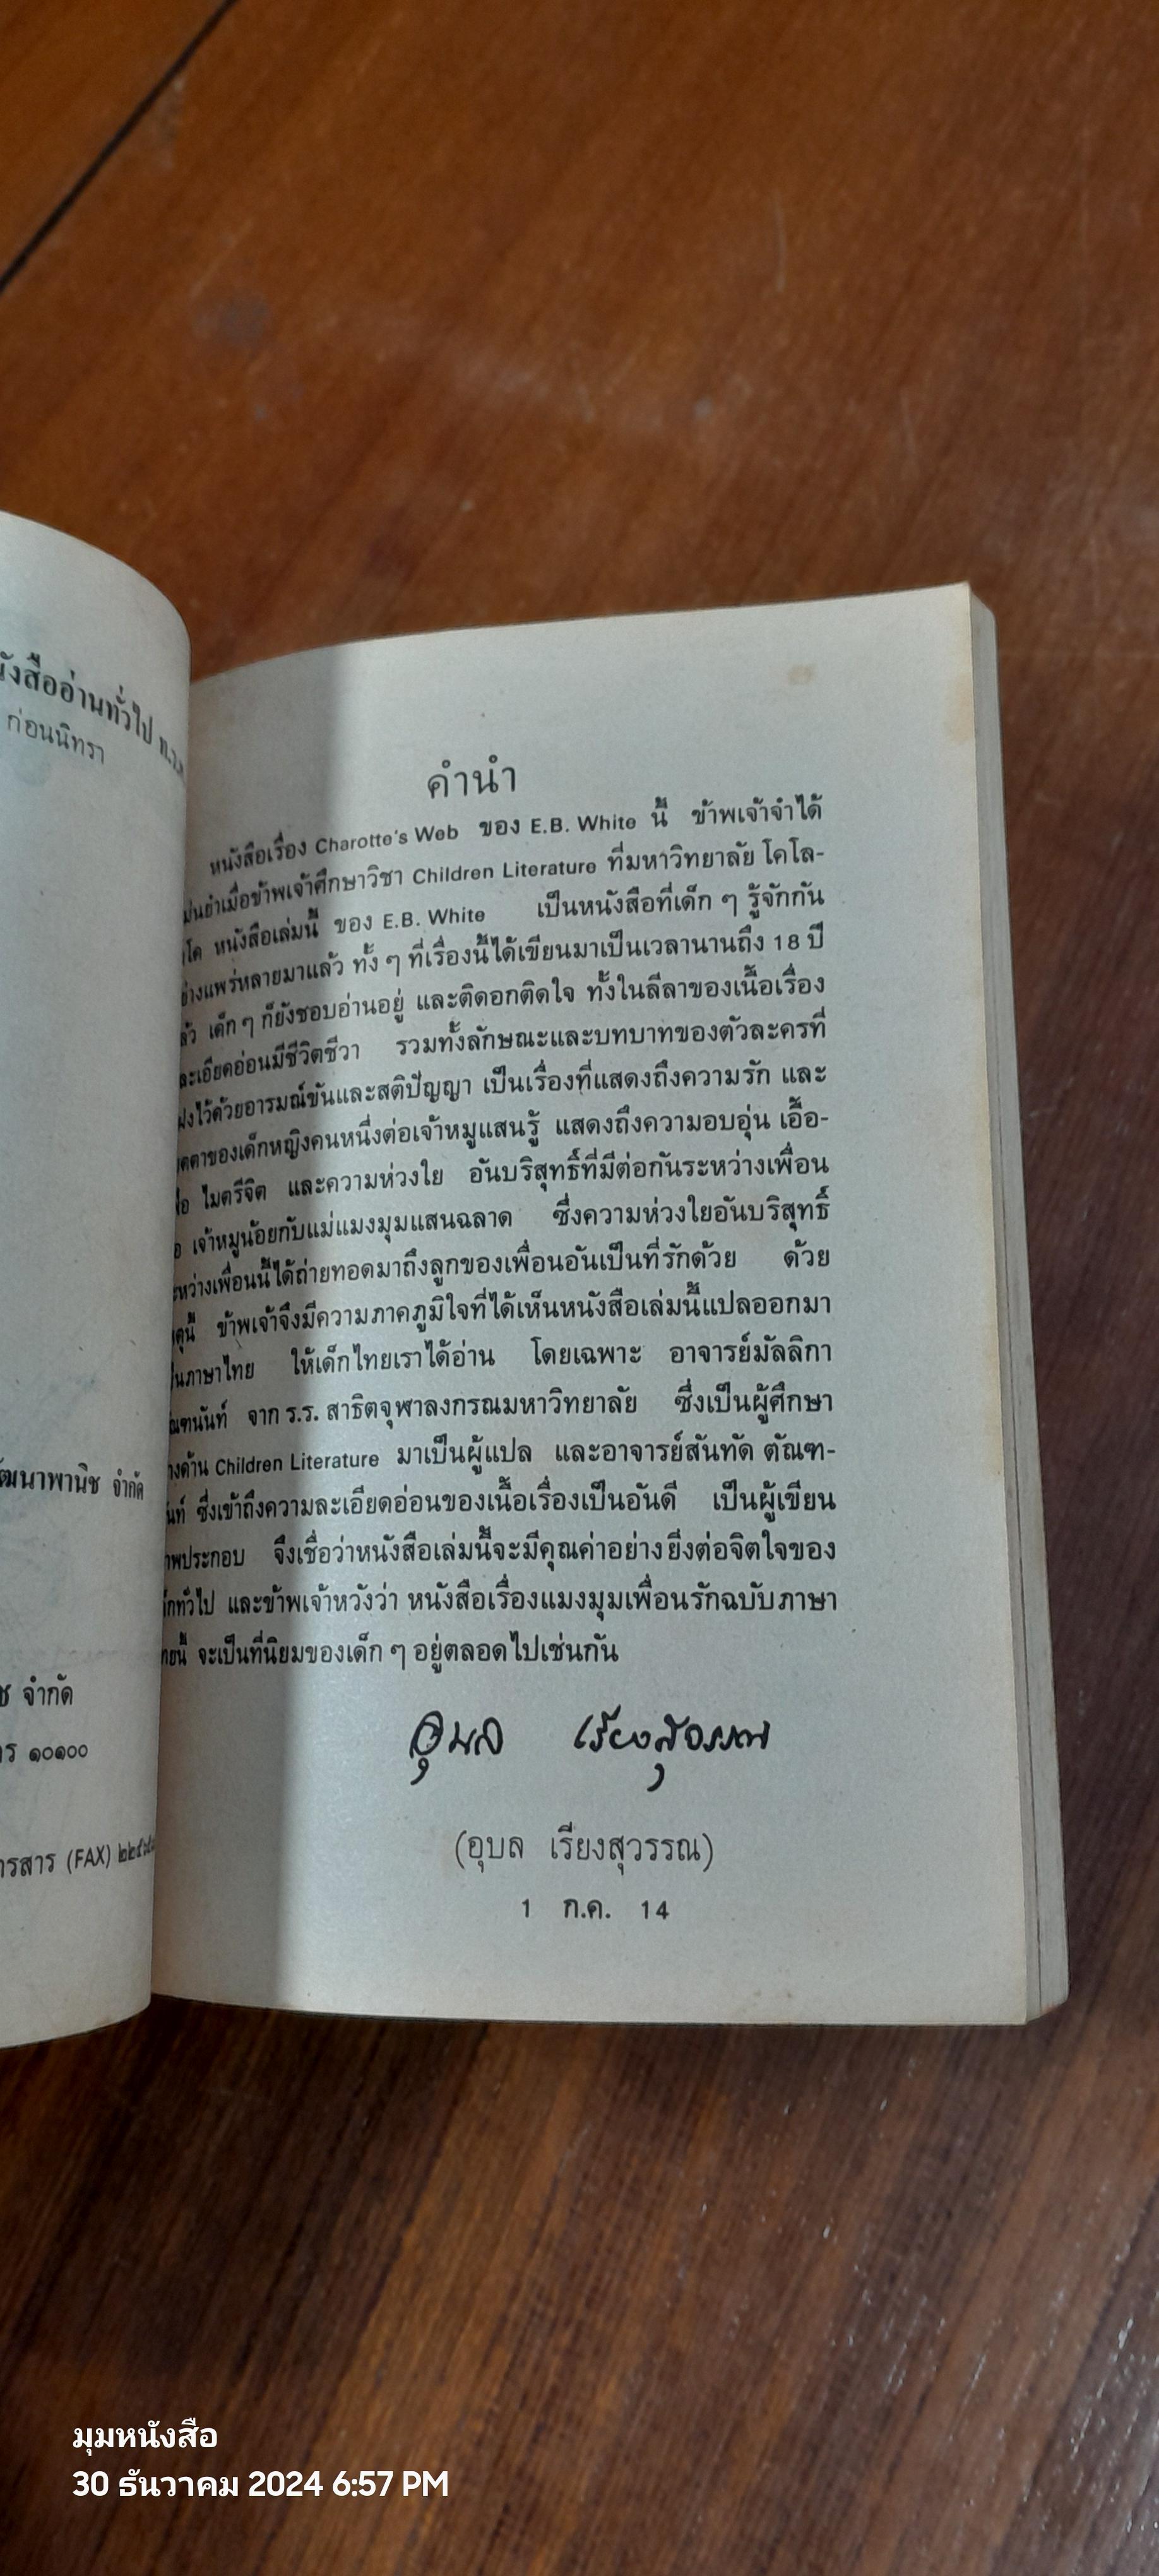 นังสืออ่านทั่วไป
ก่อนนิทรา
ัฒนาพานิช จำกัด
ช จำกัด
ร ๑๐๑๐๐
ารสาร (FAX)
คำนำ
หนังสือเรื่อง Charotte's Web ของ E.B. White นี้ ข้าพเจ้าจำได้
ม่นยำเมื่อข้าพเจ้าศึกษาวิชา Children Literature ที่มหาวิทยาลัย โคโล-
โด หนังสือเล่มนี้ ของ E.B. White เป็นหนังสือที่เด็ก ๆ รู้จักกัน
ย่างแพร่หลายมาแล้ว ทั้ง ๆ ที่เรื่องนี้ได้เขียนมาเป็นเวลานานถึง 18 ปี
ล้ว เด็ก ๆ ก็ยังชอบอ่านอยู่ และติดอกติดใจ ทั้งในลีลาของเนื้อเรื่อง
ละเอียดอ่อนมีชีวิตชีวา รวมทั้งลักษณะและบทบาทของตัวละครที่
ฝงไว้ด้วยอารมณ์ขันและสติปัญญา เป็นเรื่องที่แสดงถึงความรัก และ
มตตาของเด็กหญิงคนหนึ่งต่อเจ้าหมูแสนรู้ แสดงถึงความอบอุ่น เอื้อ-
ฟื้อ ไมตรีจิต และความห่วงใย อันบริสุทธิ์ที่มีต่อกันระหว่างเพื่อน
อ เจ้าหมูน้อยกับแม่แมงมุมแสนฉลาด ซึ่งความห่วงใยอันบริสุทธิ์
ะหว่างเพื่อนนี้ได้ถ่ายทอดมาถึงลูกของเพื่อนอันเป็นที่รักด้วย ด้วย
ตุนี้ ข้าพเจ้าจึงมีความภาคภูมิใจที่ได้เห็นหนังสือเล่มนี้แปลออกมา
ป็นภาษาไทย ให้เด็กไทยเราได้อ่าน โดยเฉพาะ อาจารย์มัลลิกา
ัณฑนันท์ จาก ร.ร. สาธิตจุฬาลงกรณมหาวิทยาลัย ซึ่งเป็นผู้ศึกษา
างด้าน Children Literature มาเป็นผู้แปล และอาจารย์สันทัด ตัณฑ-
ันท์ ซึ่งเข้าถึงความละเอียดอ่อนของเนื้อเรื่องเป็นอันดี เป็นผู้เขียน
าพประกอบ จึงเชื่อว่าหนังสือเล่มนี้จะมีคุณค่าอย่างยิ่งต่อจิตใจของ
ด็กทั่วไป และข้าพเจ้าหวังว่า หนังสือเรื่องแมงมุมเพื่อนรักฉบับภาษา
ทยนี้ จะเป็นที่นิยมของเด็ก ๆ อยู่ตลอดไปเช่นกัน
อุบล เรียงสุวรรณ
(อุบล เรียงสุวรรณ)
1 ก.ค. 14
มุมหนังสือ
30 ธันวาคม 2024 6:57 PM